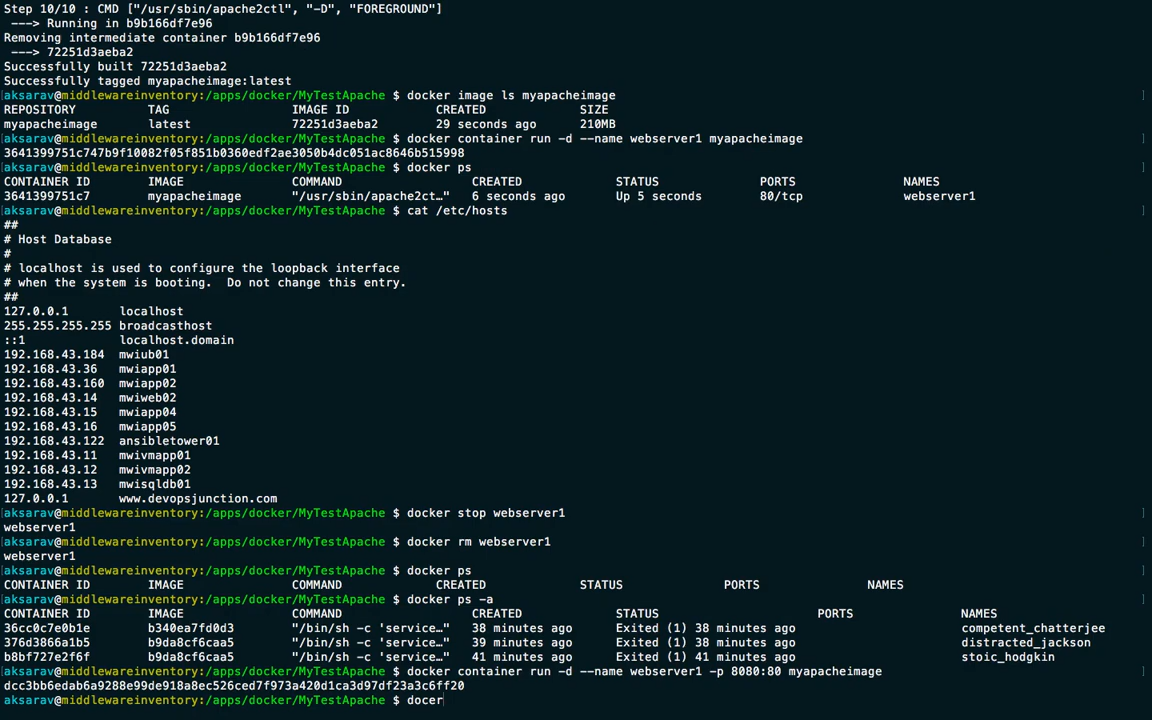 Step 10/10 : CMD ["/usr/sbin/apache2ctl", "-D", "FOREGROUND"]
---> Running in b9b166df7e96
Removing intermediate container b9b166df7e96
---> 72251d3aeba2
Successfully built 72251d3aeba2
Successfully tagged myapacheimage:latest
[aksarav@middlewareinventory:/apps/docker/MyTestApache $ docker image ls myapacheimage ]
REPOSITORY TAG IMAGE ID CREATED SIZE
myapacheimage latest 72251d3aeba2 29 seconds ago 210MB
[aksarav@middlewareinventory:/apps/docker/MyTestApache $ docker container run -d --name webserver1 myapacheimage ]
3641399751c747b9f10082f05f851b0360edf2ae3050b4dc051ac8646b515998
[aksarav@middlewareinventory:/apps/docker/MyTestApache $ docker ps ]
CONTAINER ID IMAGE COMMAND CREATED STATUS PORTS NAMES
3641399751c7 myapacheimage "/usr/sbin/apache2ct…" 6 seconds ago Up 5 seconds 80/tcp webserver1
[aksarav@middlewareinventory:/apps/docker/MyTestApache $ cat /etc/hosts ]
##
# Host Database
#
# localhost is used to configure the loopback interface
# when the system is booting.  Do not change this entry.
##
127.0.0.1 localhost
255.255.255.255 broadcasthost
::1 localhost.domain
192.168.43.184 mwiub01
192.168.43.36 mwiapp01
192.168.43.160 mwiapp02
192.168.43.14 mwiweb02
192.168.43.15 mwiapp04
192.168.43.16 mwiapp05
192.168.43.122 ansibletower01
192.168.43.11 mwivmapp01
192.168.43.12 mwivmapp02
192.168.43.13 mwisqldb01
127.0.0.1 www.devopsjunction.com
[aksarav@middlewareinventory:/apps/docker/MyTestApache $ docker stop webserver1 ]
webserver1
[aksarav@middlewareinventory:/apps/docker/MyTestApache $ docker rm webserver1 ]
webserver1
[aksarav@middlewareinventory:/apps/docker/MyTestApache $ docker ps ]
CONTAINER ID IMAGE COMMAND CREATED STATUS PORTS NAMES
[aksarav@middlewareinventory:/apps/docker/MyTestApache $ docker ps -a ]
CONTAINER ID IMAGE COMMAND CREATED STATUS PORTS NAMES
36cc0c7e0b1e b340ea7fd0d3 "/bin/sh -c 'service…" 38 minutes ago Exited (1) 38 minutes ago competent_chatterjee
376d3866a1b5 b9da8cf6caa5 "/bin/sh -c 'service…" 39 minutes ago Exited (1) 38 minutes ago distracted_jackson
b8bf727e2f6f b9da8cf6caa5 "/bin/sh -c 'service…" 41 minutes ago Exited (1) 41 minutes ago stoic_hodgkin
[aksarav@middlewareinventory:/apps/docker/MyTestApache $ docker container run -d --name webserver1 -p 8080:80 myapacheimage ]
dcc3bb6edab6a9288e99de918a8ec526ced7f973a420d1ca3d97df23a3c6ff20
aksarav@middlewareinventory:/apps/docker/MyTestApache $ docer